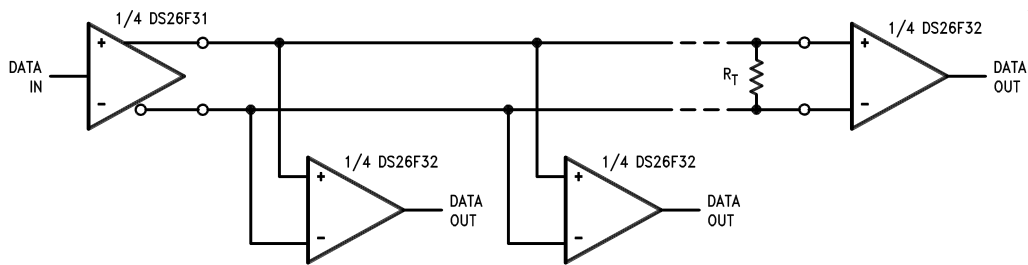 1/4 DS26F31
1/4 DS26F32
DATA
IN
+
−
RT
+
−
DATA
OUT
1/4 DS26F32
+
−
DATA
OUT
1/4 DS26F32
+
−
DATA
OUT